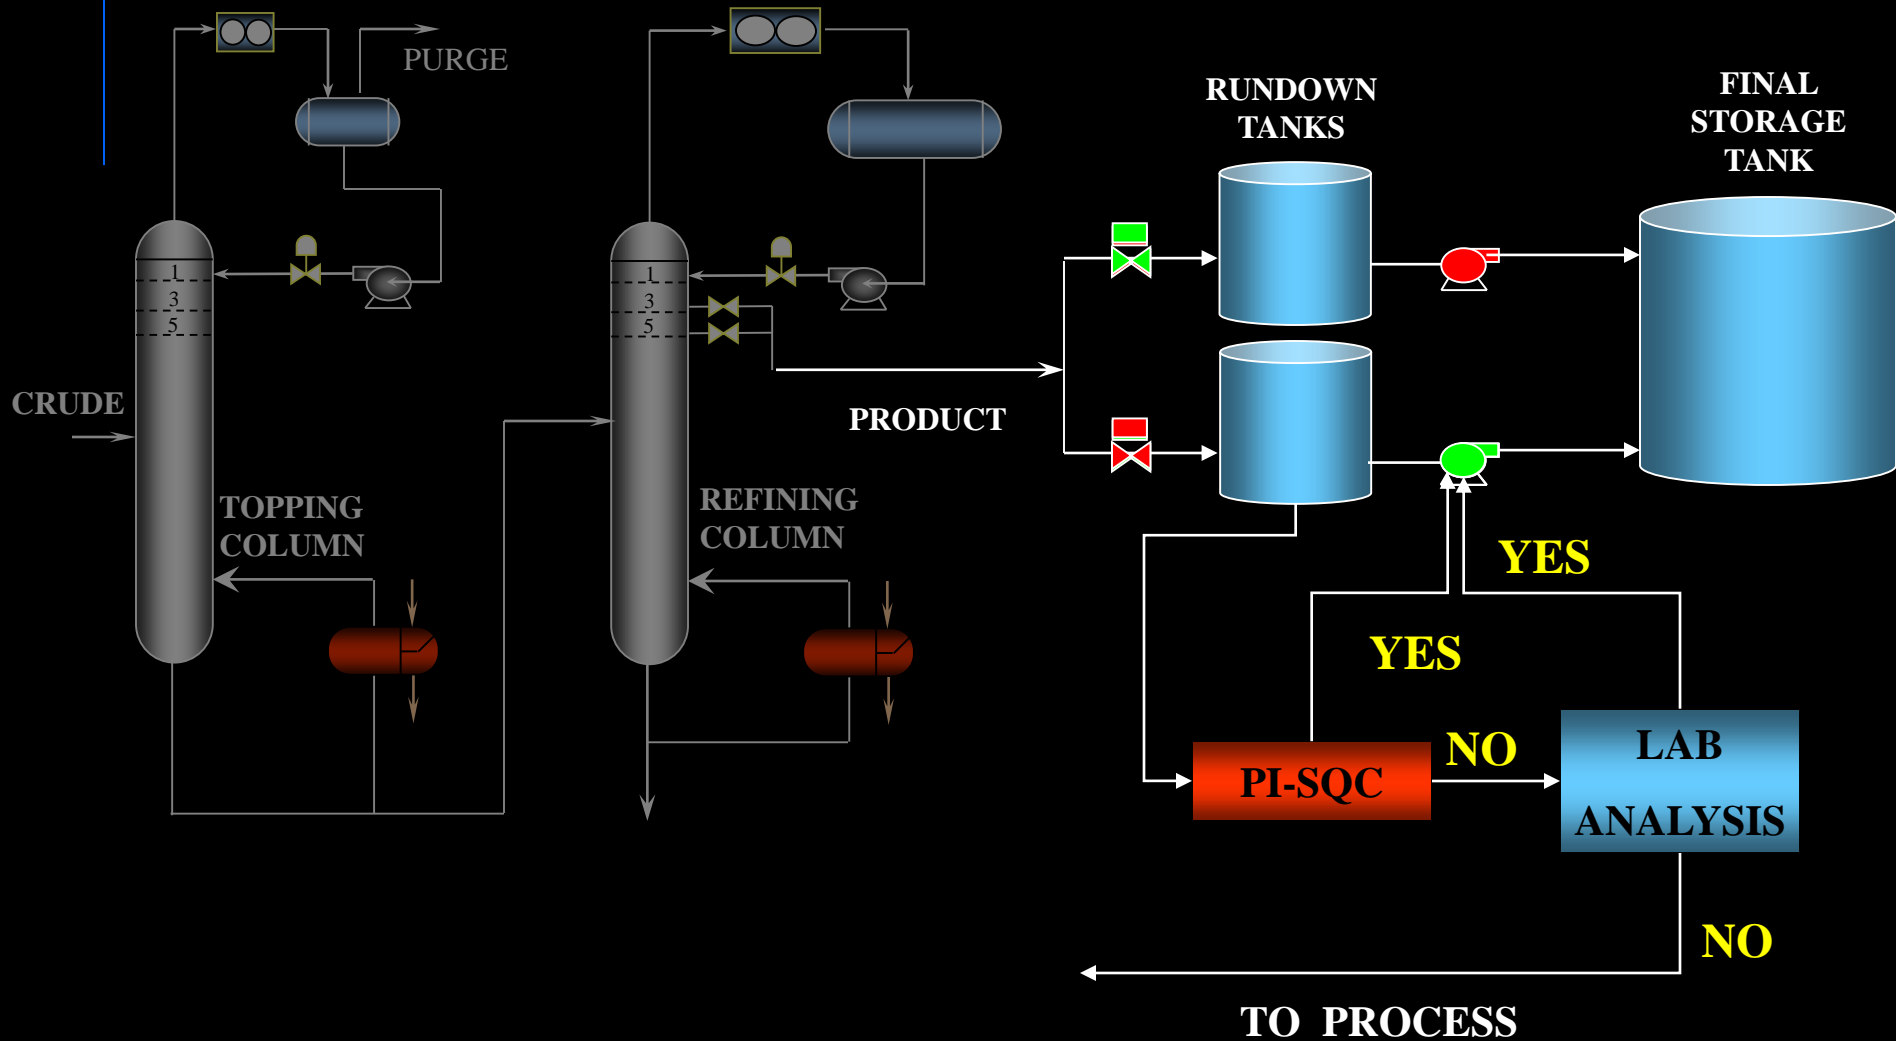 PURGE
RUNDOWN
TANKS
FINAL
STORAGE
TANK
1
3
5
1
3
5
CRUDE
PRODUCT
TOPPING
COLUMN
REFINING
COLUMN
YES
YES
NO
PI-SQC
LAB
ANALYSIS
NO
TO PROCESS